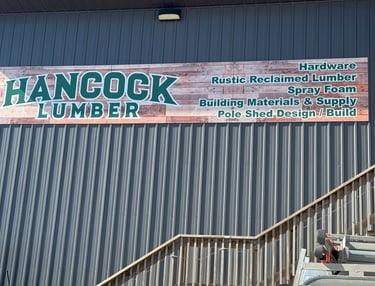 HANCOCK
LUMBER
Hardware
Rustic Reclaimed Lumber
Spray Foam
Building Materials & Supply
Pole Shed Design / Build